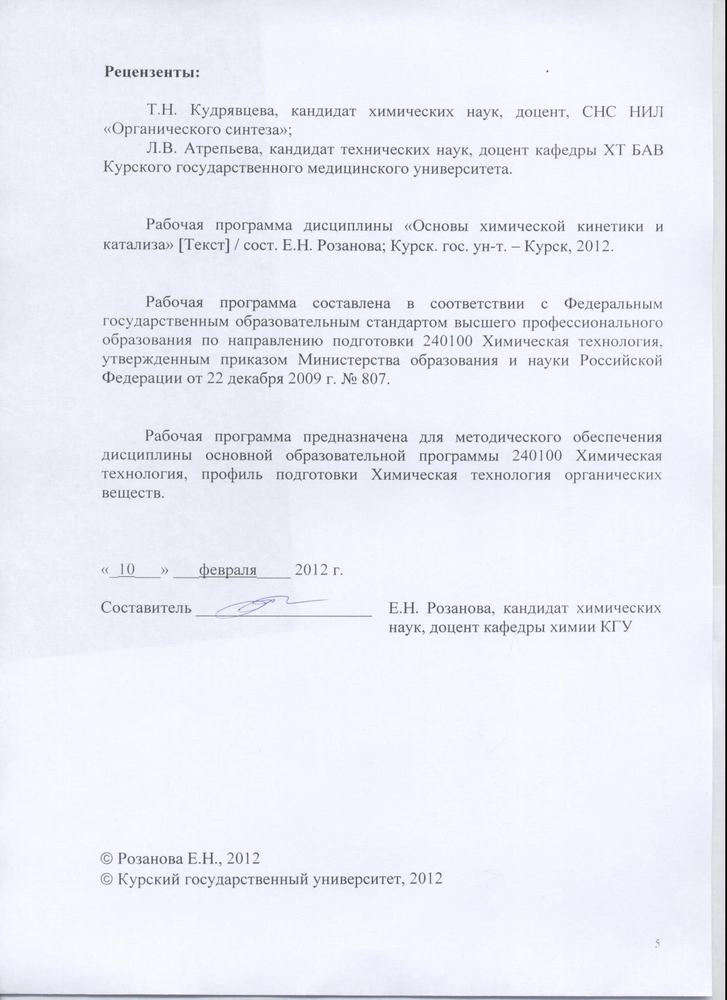 Рецензенты:
Т.Н. Кудрявцева, кандидат химических наук, доцент, СНС НИЛ
«Органического синтеза»;
Л.В. Атрепьева, кандидат технических наук, доцент кафедры ХТ БАВ
Курского государственного медицинского университета.
Рабочая программа дисциплины «Основы химической кинетики и
катализа» [Текст] / сост. Е.Н. Розанова; Курск. гос. ун-т. – Курск, 2012.
Рабочая программа составлена в соответствии с Федеральным
государственным образовательным стандартом высшего профессионального
образования по направлению подготовки 240100 Химическая технология,
утвержденным приказом Министерства образования и науки Российской
Федерации от 22 декабря 2009 г. № 807.
Рабочая программа предназначена для методического обеспечения
дисциплины основной образовательной программы 240100 Химическая
технология, профиль подготовки Химическая технология органических
веществ.
«_10___» ___февраля____ 2012 г.
Составитель ______________________ Е.Н. Розанова, кандидат химических
наук, доцент кафедры химии КГУ
© Розанова Е.Н., 2012
© Курский государственный университет, 2012
5